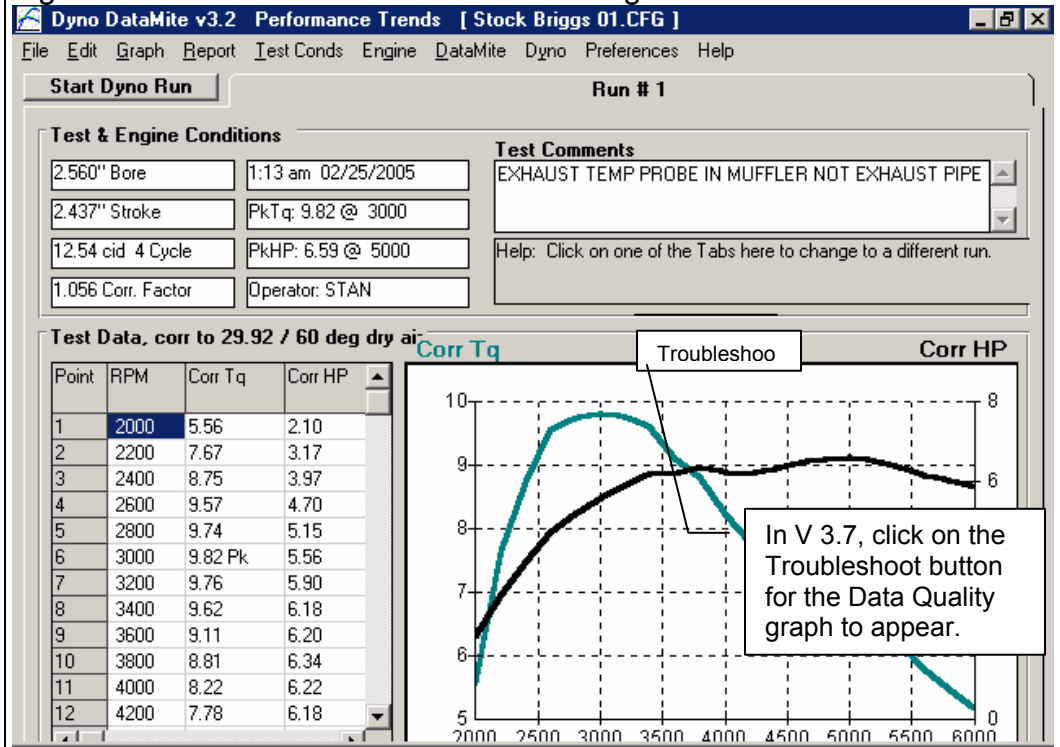 Dyno DataMite v3.2 Performance Trends [ Stock Briggs 01.CFG ]
File Edit Graph Report Test Conds Engine DataMite Dyno Preferences Help
Start Dyno Run
Run # 1
Test & Engine Conditions
2.560" Bore
1:13 am 02/25/2005
2.437" Stroke
PkTq: 9.82 @ 3000
12.54 cid 4 Cycle
PkHP: 6.59 @ 5000
1.056 Corr. Factor
Operator: STAN
Test Comments
EXHAUST TEMP PROBE IN MUFFLER NOT EXHAUST PIPE
Help: Click on one of the Tabs here to change to a different run.
Test Data, corr to 29.92 / 60 deg dry air
Point RPM Corr Tq Corr HP
1 2000 5.56 2.10
2 2200 7.67 3.17
3 2400 8.75 3.97
4 2600 9.57 4.70
5 2800 9.74 5.15
6 3000 9.82 Pk 5.56
7 3200 9.76 5.90
8 3400 9.62 6.18
9 3600 9.11 6.20
10 3800 8.81 6.34
11 4000 8.22 6.22
12 4200 7.78 6.18
Corr Tq
Corr HP
Troubleshoo
10
9
8
7
6
5
8
6
0
In V 3.7, click on the
Troubleshoot button
for the Data Quality
graph to appear.
2000 2500 3000 3500 4000 4500 5000 5500 6000